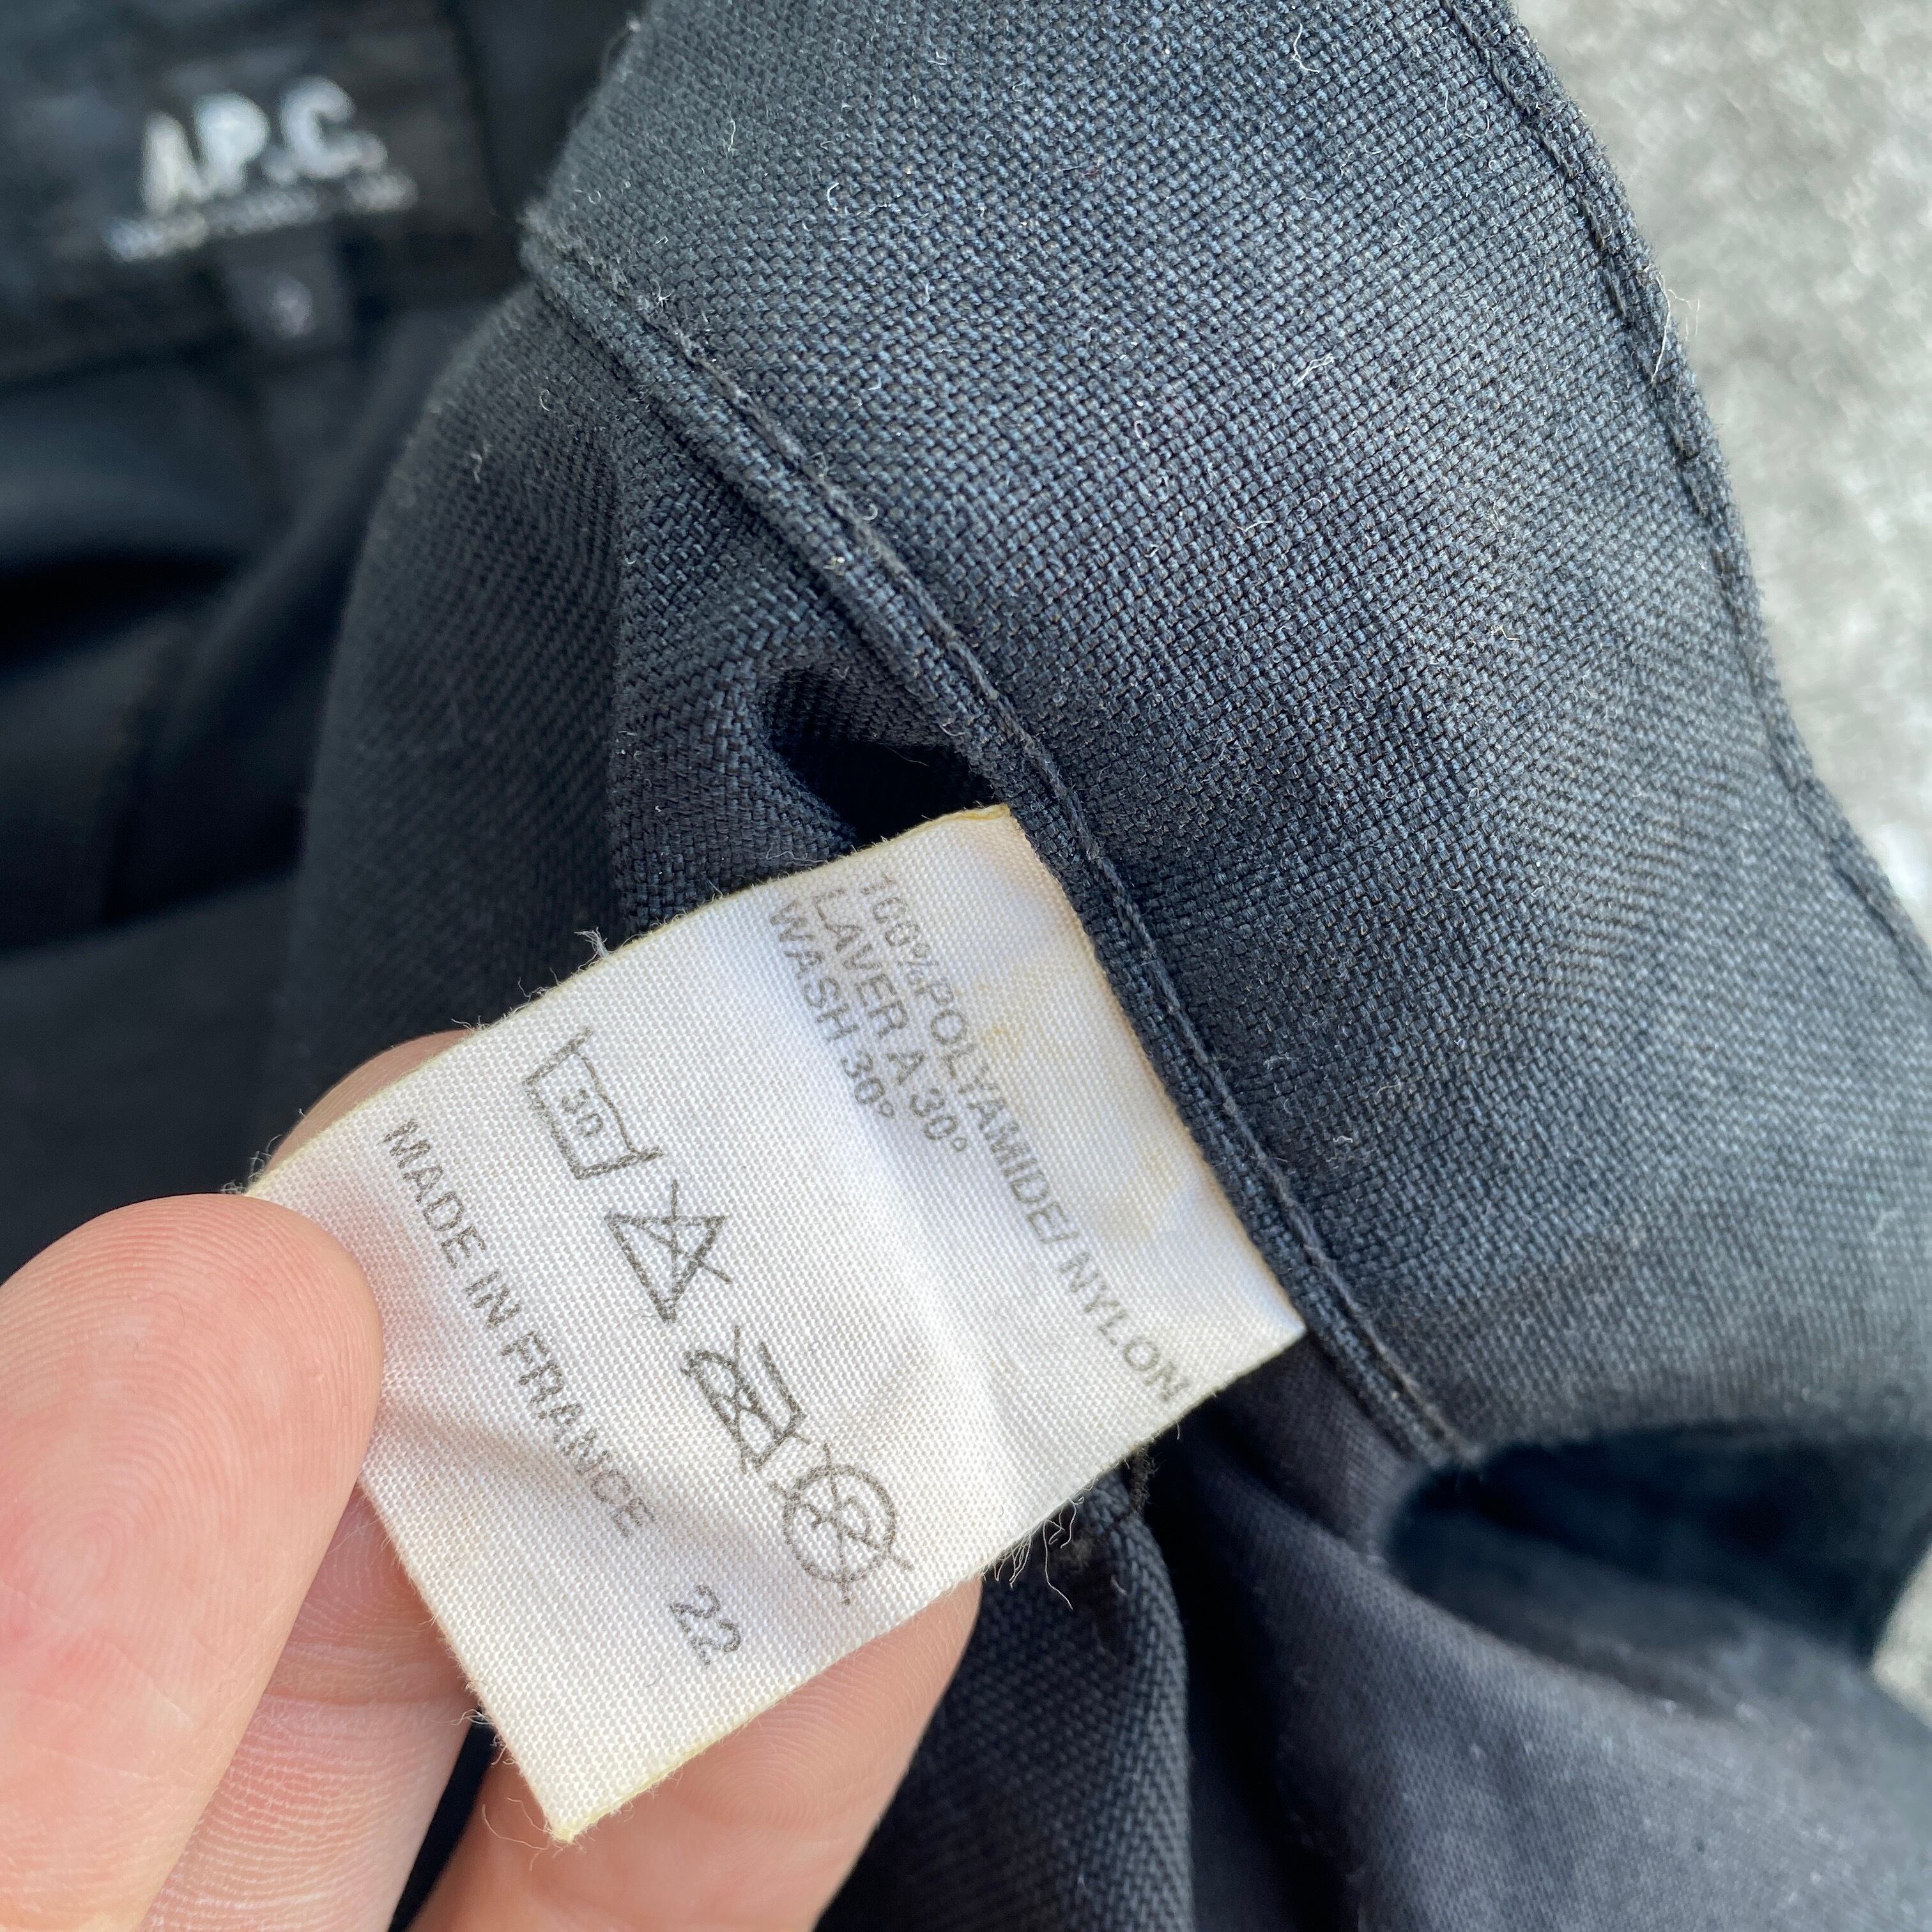 A.P.C.
100%POLYAMIDE/NYLON
LAVER A 30°
WASH 30°
30
MADE IN FRANCE
22